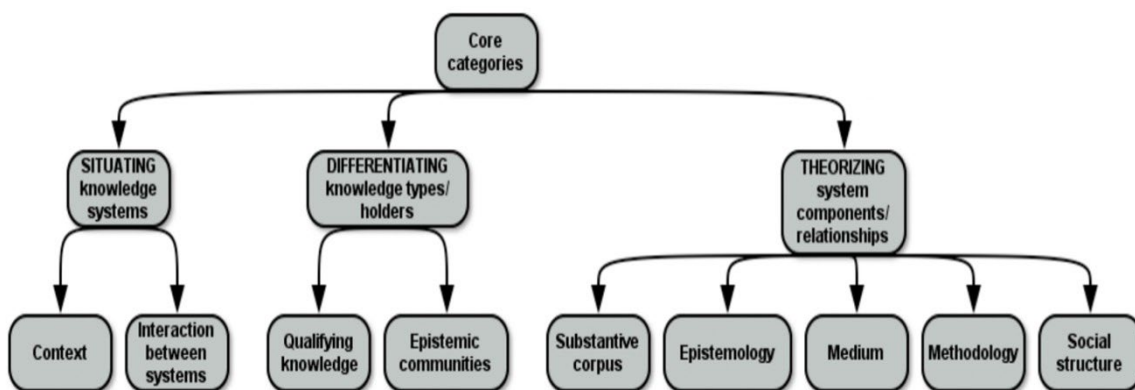 Core
categories
SITUATING
knowledge
systems
DIFFERENTIATING
knowledge types/
holders
THEORIZING
system
components/
relationships
Context
Interaction
between
systems
Qualifying
knowledge
Epistemic
communities
Substantive
corpus
Epistemology
Medium
Methodology
Social
structure